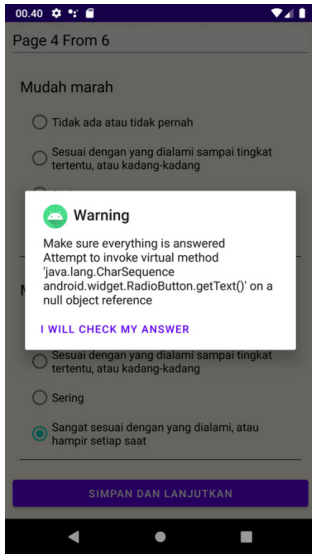 00.40
Page 4 From 6
Mudah marah
Tidak ada atau tidak pernah
Sesuai dengan yang dialami sampai tingkat
tertentu, atau kadang-kadang
Warning
Make sure everything is answered
Attempt to invoke virtual method
'java.lang.CharSequence
android.widget.RadioButton.getText()' on a
null object reference
I WILL CHECK MY ANSWER
Sesuai dengan yang dialami sampai tingkat
tertentu, atau kadang-kadang
Sering
Sangat sesuai dengan yang dialami, atau
hampir setiap saat
SIMPAN DAN LANJUTKAN